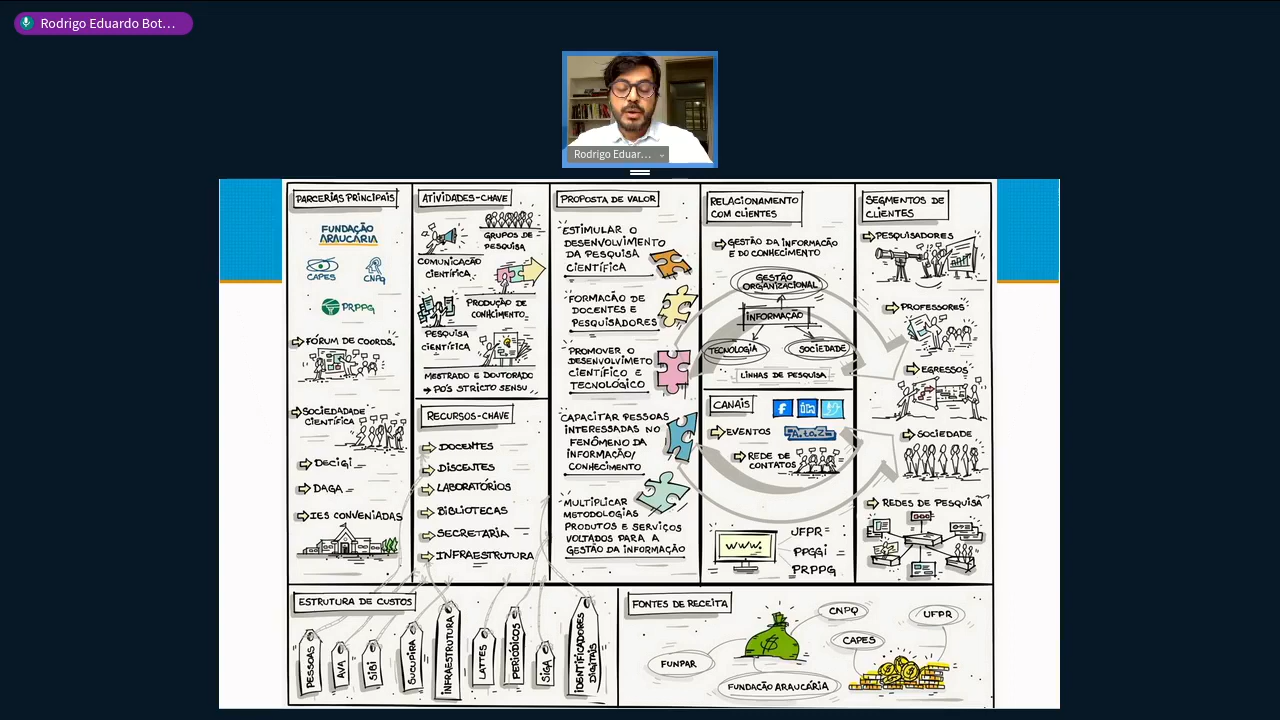 Rodrigo Eduardo Bot...
Rodrigo Eduar...
PARCERIAS PRINCIPAIS
FUNDAÇÃO
ARAUCÁRIA
CAPES
CNPQ
PRPPG
FÓRUM DE COORDS.
SOCIEDADADE
CIENTÍFICA
DECIGI
DAGA
IES CONVENIADAS
ATIVIDADES-CHAVE
GRUPOS DE
PESQUISA
COMUNICAÇÃO
CIENTÍFICA
PRODUÇÃO DE
CONHCIMENTO
PESQUISA
CIENTÍFICA
MESTRADO E DOUTORADO
PÓS STRICTO SENSU
RECURSOS-CHAVE
DOCENTES
DISCENTES
LABORATÓRIOS
BIBLIOTECAS
SECRETARIA
INFRAESTRUTURA
PROPOSTA DE VALOR
ESTIMULAR O
DESENVOLVIMENTO
DA PESQUISA
CIENTÍFICA
FORMAÇÃO DE
DOCENTES E
PESQUISADORES
PROMOVER O
DESENVOLVIMETO
CIENTÍFICO E
TECNOLÓGICO
CAPACITAR PESSOAS
INTERESSADAS NO
FENÔMENO DA
INFORMAÇÃO/
CONHECIMENTO
MULTIPLICAR
METODOLOGIAS
PRODUTOS E SERVIÇOS
VOLTADOS PARA A
GESTÃO DA INFORMAÇÃO
RELACIONAMENTO
COM CLIENTES
GESTÃO DA INFORMAÇÃO
E DO CONHECIMENTO
GESTÃO
ORGANIZACIONAL
INFORMAÇÃO
TECNOLOGIA
SOCIEDADE
LINHAS DE PESQUISA
CANAIS
f
in
EVENTOS
A.to.Z
REDE DE
CONTATOS
WWW.
UFPR
PPGGI
PRPPG
SEGMENTOS DE
CLIENTES
PESQUISADORES
PROFESSORES
EGRESSOS
SOCIEDADE
REDES DE PESQUISA
ESTRUTURA DE CUSTOS
PESSOAS
AVA
SIBI
SUCUPIRA
INFRAESTRUTURA
LATTES
PERIÓDICOS
SIGA
IDENTIFICADORES
DIGITAIS
FONTES DE RECEITA
FUNPAR
$
CNPQ
CAPES
UFPR
FUNDAÇÃO ARAUCÁRIA